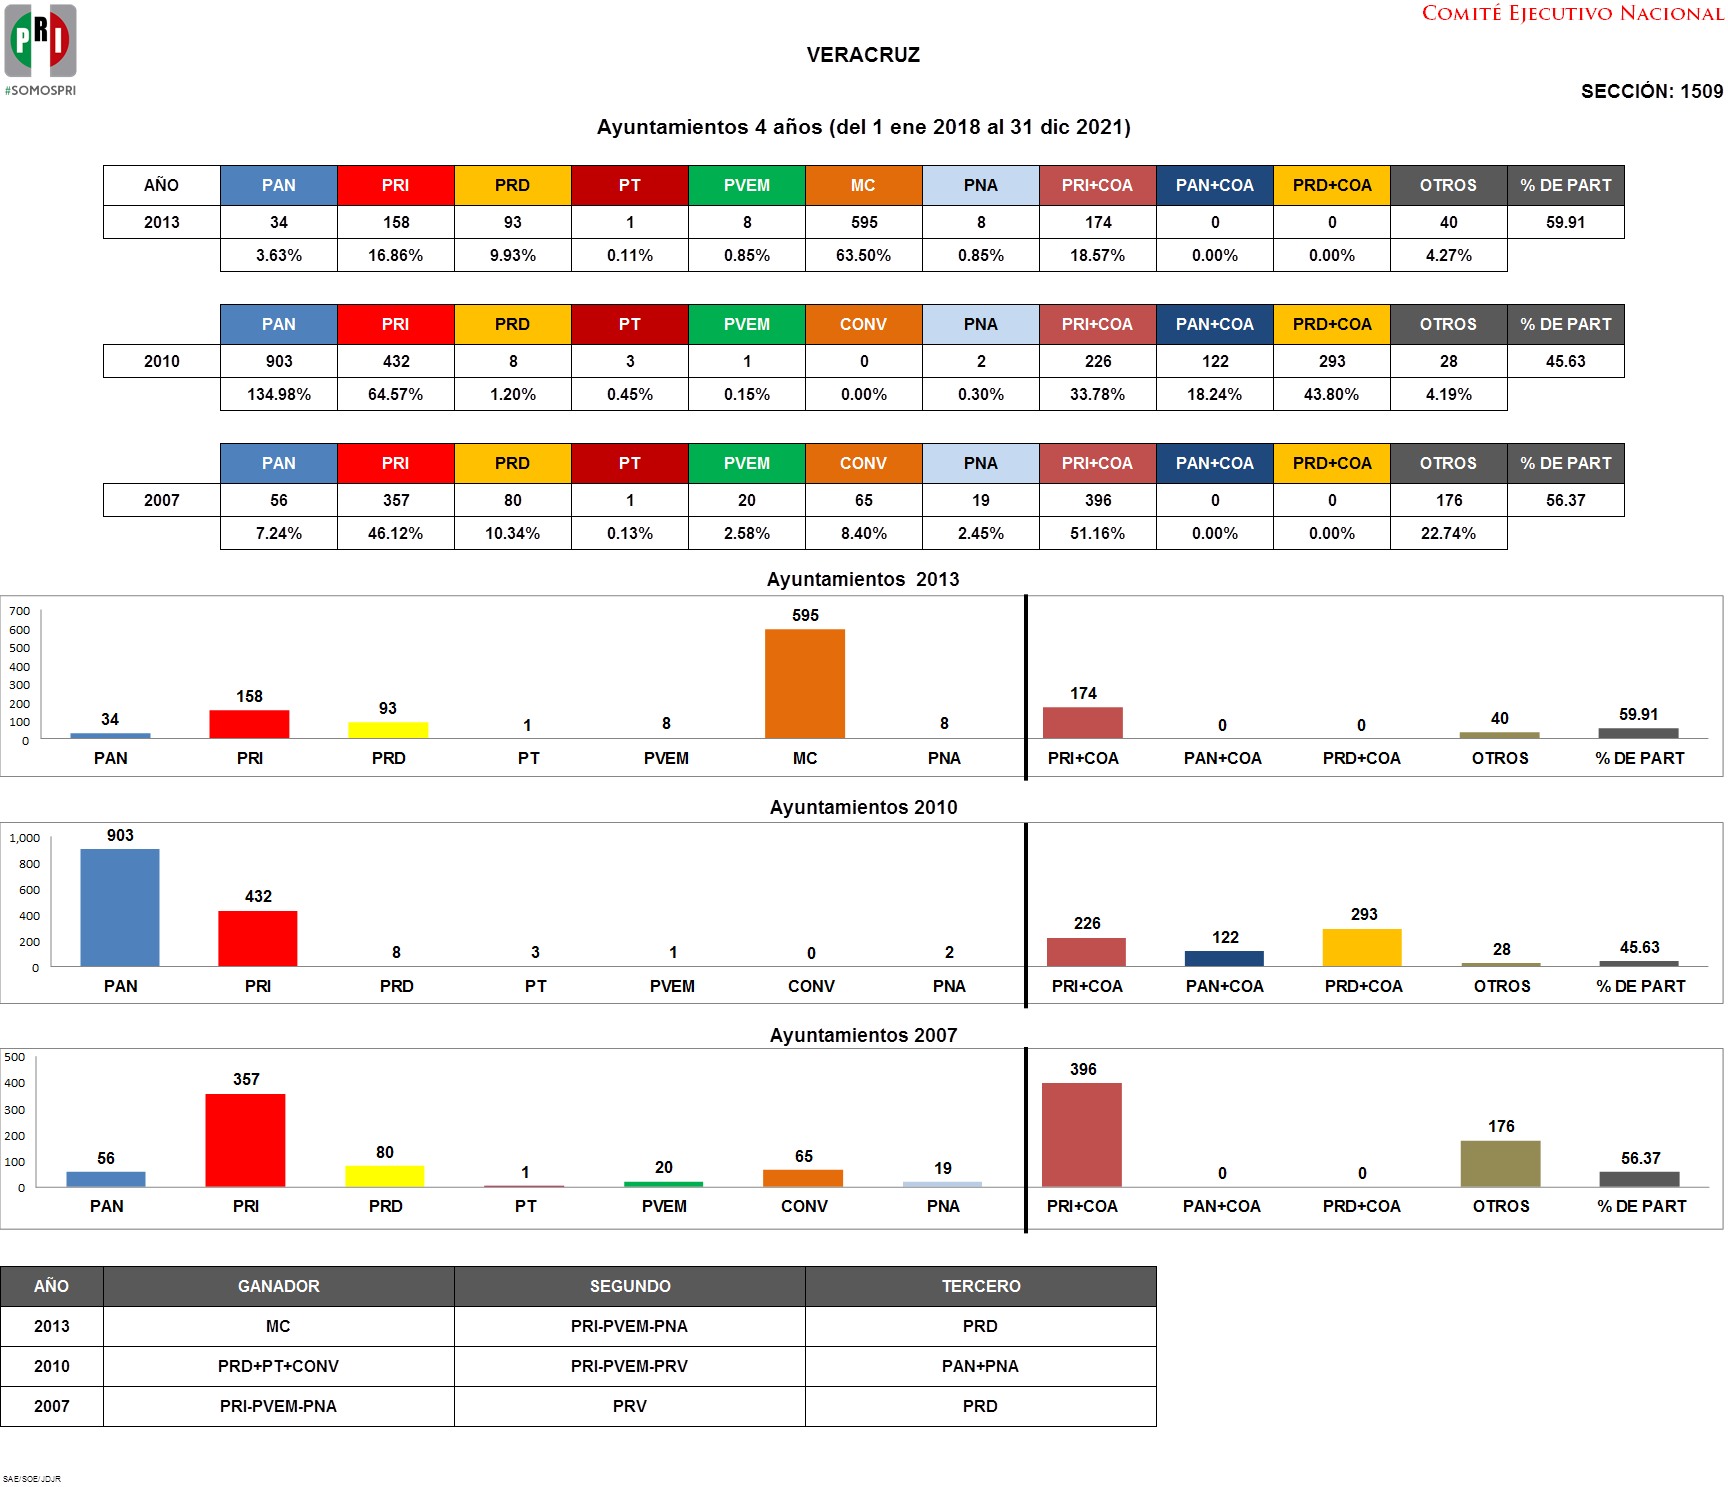 PRI
#SOMOSPRI
COMITÉ EJECUTIVO NACIONAL
VERACRUZ
SECCIÓN: 1509
Ayuntamientos 4 años (del 1 ene 2018 al 31 dic 2021)
AÑO PAN PRI PRD PT PVEM MC PNA PRI+COA PAN+COA PRD+COA OTROS % DE PART
2013 34 158 93 1 8 595 8 174 0 0 40 59.91
3.63% 16.86% 9.93% 0.11% 0.85% 63.50% 0.85% 18.57% 0.00% 0.00% 4.27%
PAN PRI PRD PT PVEM CONV PNA PRI+COA PAN+COA PRD+COA OTROS % DE PART
2010 903 432 8 3 1 0 2 226 122 293 28 45.63
134.98% 64.57% 1.20% 0.45% 0.15% 0.00% 0.30% 33.78% 18.24% 43.80% 4.19%
PAN PRI PRD PT PVEM CONV PNA PRI+COA PAN+COA PRD+COA OTROS % DE PART
2007 56 357 80 1 20 65 19 396 0 0 176 56.37
7.24% 46.12% 10.34% 0.13% 2.58% 8.40% 2.45% 51.16% 0.00% 0.00% 22.74%
Ayuntamientos 2013
700
600
500
400
300
200
100
0
34 158 93 1 8 595 8 174 0 0 40 59.91
PAN PRI PRD PT PVEM MC PNA PRI+COA PAN+COA PRD+COA OTROS % DE PART
Ayuntamientos 2010
1,000
800
600
400
200
0
903 432 8 3 1 0 2 226 122 293 28 45.63
PAN PRI PRD PT PVEM CONV PNA PRI+COA PAN+COA PRD+COA OTROS % DE PART
Ayuntamientos 2007
500
400
300
200
100
0
56 357 80 1 20 65 19 396 0 0 176 56.37
PAN PRI PRD PT PVEM CONV PNA PRI+COA PAN+COA PRD+COA OTROS % DE PART
AÑO GANADOR SEGUNDO TERCERO
2013 MC PRI-PVEM-PNA PRD
2010 PRD+PT+CONV PRI-PVEM-PRV PAN+PNA
2007 PRI-PVEM-PNA PRV PRD
SAE/SOE/JDJR